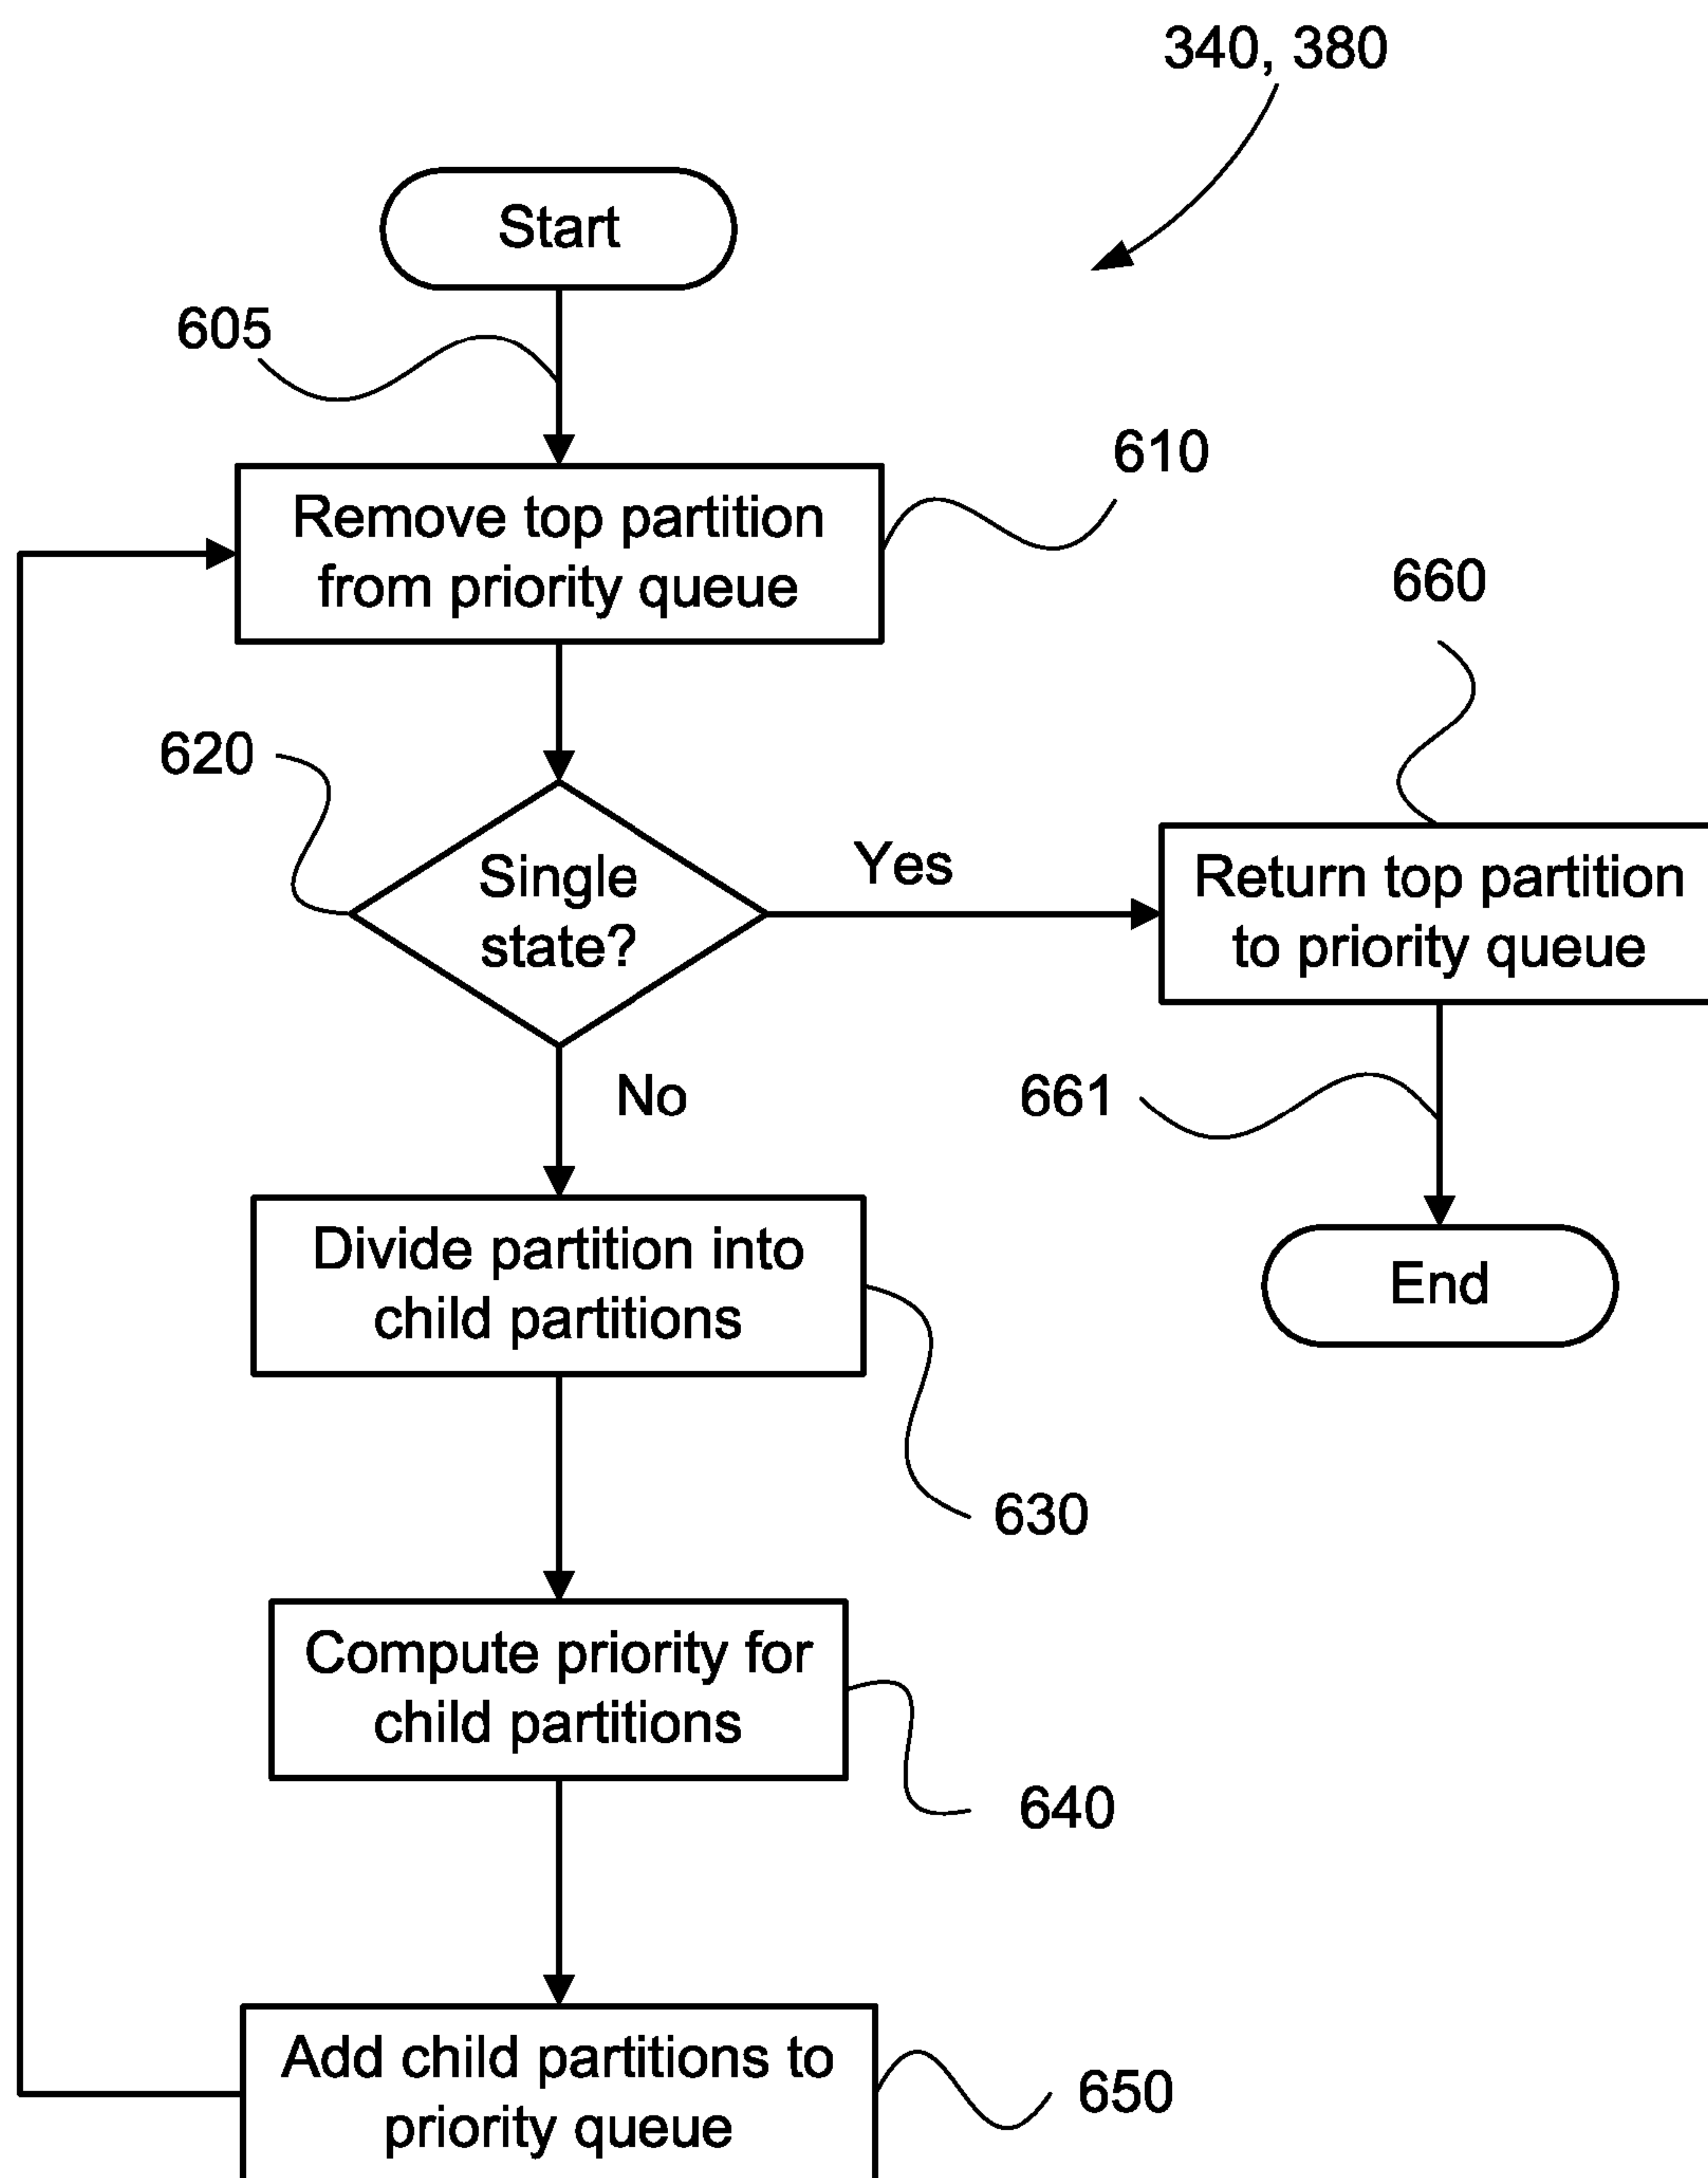 340, 380
Start
605
610
Remove top partition
from priority queue
660
620
Single
state?
Yes
Return top partition
to priority queue
No
661
Divide partition into
child partitions
End
630
Compute priority for
child partitions
640
Add child partitions to
priority queue
650